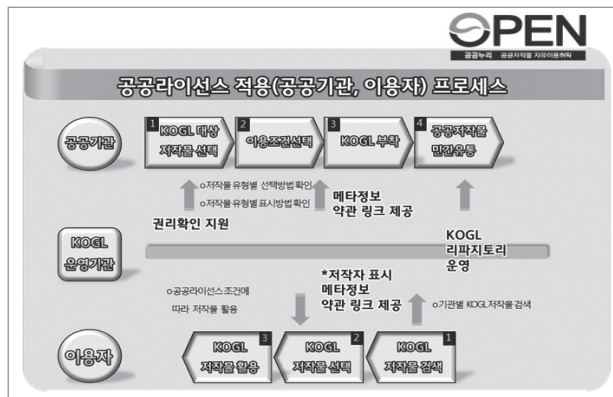 OPEN
공공누리 공공저작물 자유이용허락
공공라이선스 적용(공공기관, 이용자) 프로세스
공공기관
1 KOGL 대상
저작물 선택
2
이용조건선택
3
KOGL 부착
4 공공저작물
민간유통
o저작물 유형별 선택방법 확인
o저작물 유형별 표시방법 확인
권리확인 지원
메타정보
약관 링크 제공
KOGL
운영기관
KOGL
리파지토리
운영
o공공라이선스 조건에
따라 저작물 활용
*저작자 표시
메타정보
약관 링크 제공
o기관별 KOGL저작물 검색
이용자
KOGL 3
저작물 활용
KOGL 2
저작물 선택
KOGL 1
저작물 검색